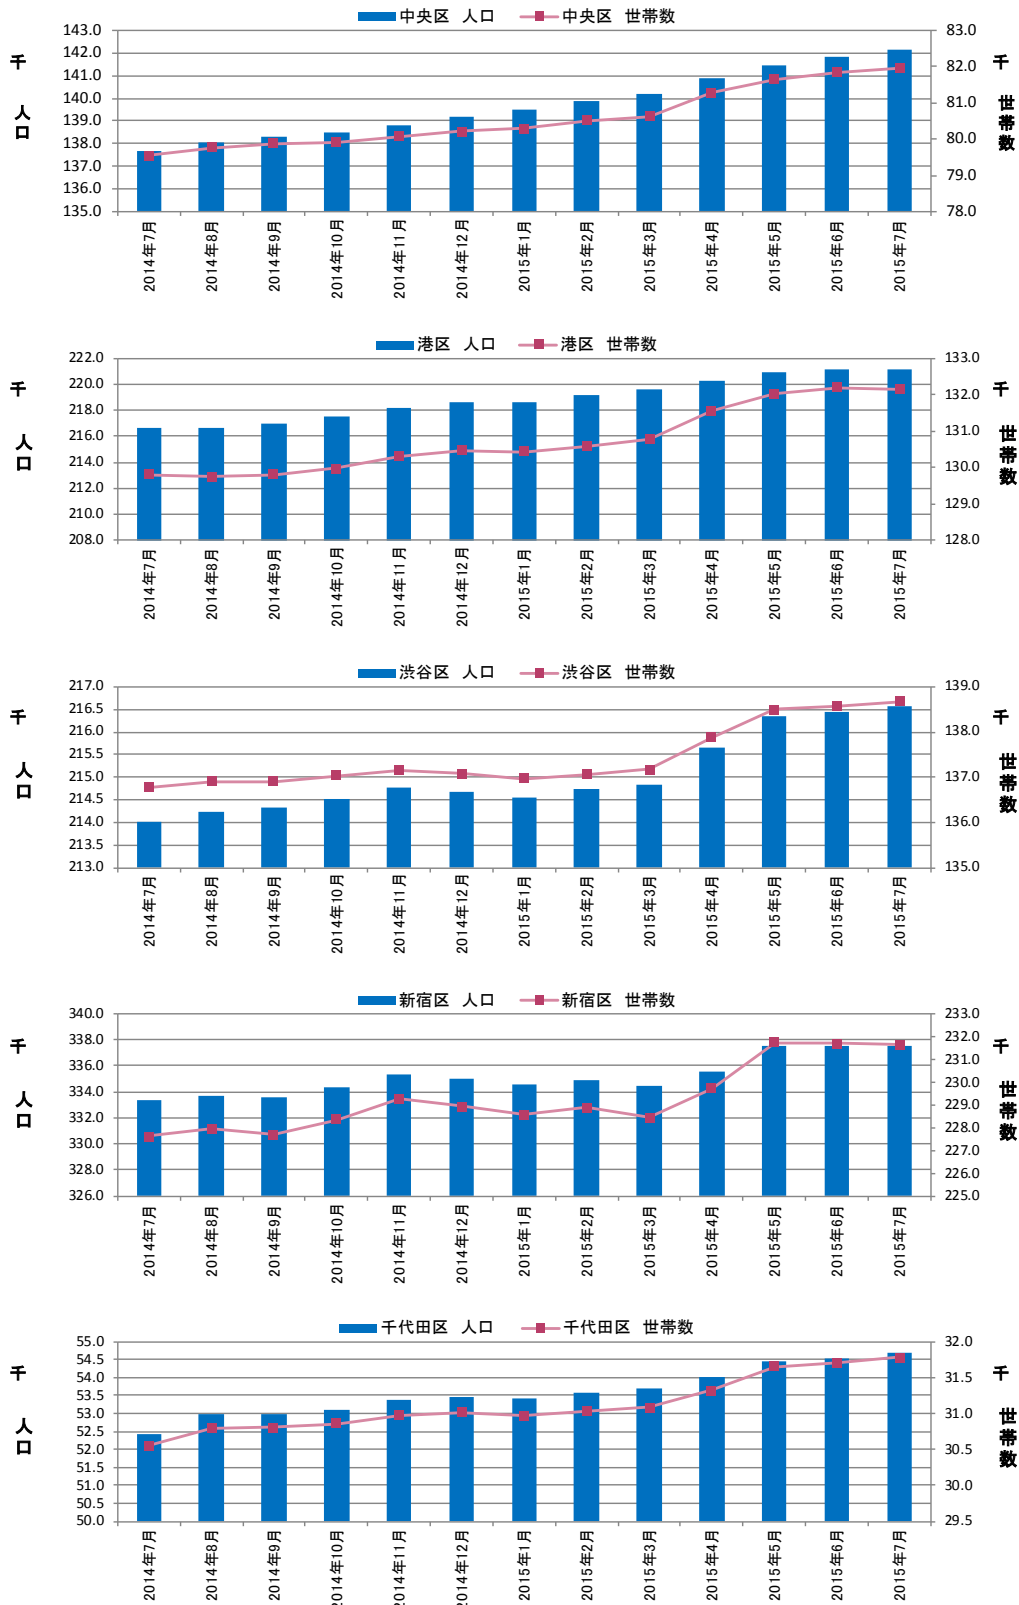 中央区 人口 中央区 世帯数
千 人口
143.0
142.0
141.0
140.0
139.0
138.0
137.0
136.0
135.0
83.0
82.0
81.0
80.0
79.0
78.0
千 世帯数
2014年7月
2014年8月
2014年9月
2014年10月
2014年11月
2014年12月
2015年1月
2015年2月
2015年3月
2015年4月
2015年5月
2015年6月
2015年7月
港区 人口 港区 世帯数
千 人口
222.0
220.0
218.0
216.0
214.0
212.0
210.0
208.0
133.0
132.0
131.0
130.0
129.0
128.0
千 世帯数
2014年7月
2014年8月
2014年9月
2014年10月
2014年11月
2014年12月
2015年1月
2015年2月
2015年3月
2015年4月
2015年5月
2015年6月
2015年7月
渋谷区 人口 渋谷区 世帯数
千 人口
217.0
216.5
216.0
215.5
215.0
214.5
214.0
213.5
213.0
139.0
138.0
137.0
136.0
135.0
千 世帯数
2014年7月
2014年8月
2014年9月
2014年10月
2014年11月
2014年12月
2015年1月
2015年2月
2015年3月
2015年4月
2015年5月
2015年6月
2015年7月
新宿区 人口 新宿区 世帯数
千 人口
340.0
338.0
336.0
334.0
332.0
330.0
328.0
326.0
233.0
232.0
231.0
230.0
229.0
228.0
227.0
226.0
225.0
千 世帯数
2014年7月
2014年8月
2014年9月
2014年10月
2014年11月
2014年12月
2015年1月
2015年2月
2015年3月
2015年4月
2015年5月
2015年6月
2015年7月
千代田区 人口 千代田区 世帯数
千 人口
55.0
54.5
54.0
53.5
53.0
52.5
52.0
51.5
51.0
50.5
50.0
32.0
31.5
31.0
30.5
30.0
29.5
千 世帯数
2014年7月
2014年8月
2014年9月
2014年10月
2014年11月
2014年12月
2015年1月
2015年2月
2015年3月
2015年4月
2015年5月
2015年6月
2015年7月